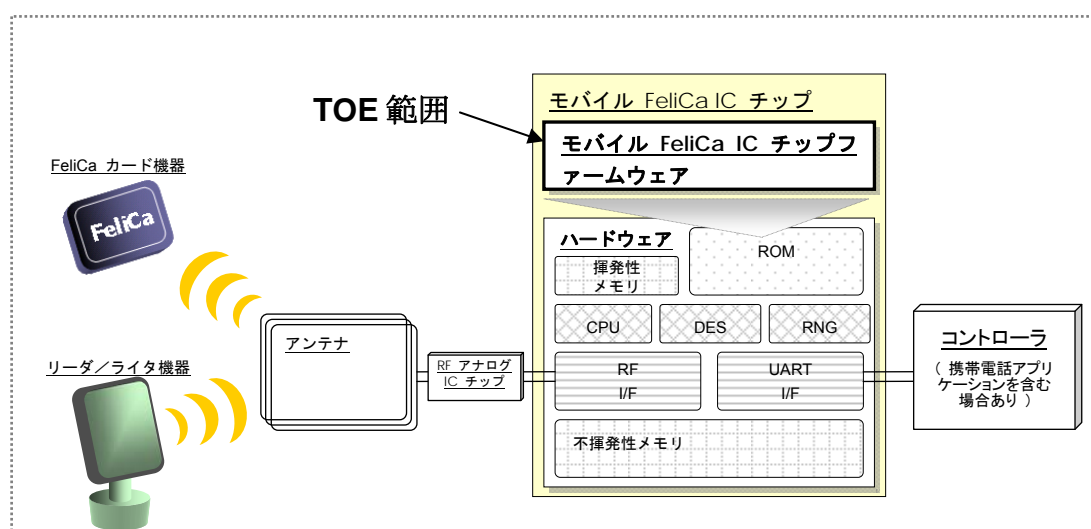 TOE 範囲
モバイル FeliCa IC チップ
モバイル FeliCa IC チップフ
ァームウェア
FeliCa カード機器
FeliCa
リーダ／ライタ機器
アンテナ
RF アナログ
IC チップ
ハードウェア
ROM
揮発性
メモリ
CPU
DES
RNG
RF
I/F
UART
I/F
不揮発性メモリ
コントローラ
（ 携帯電話アプリ
ケーションを含む
場合あり ）